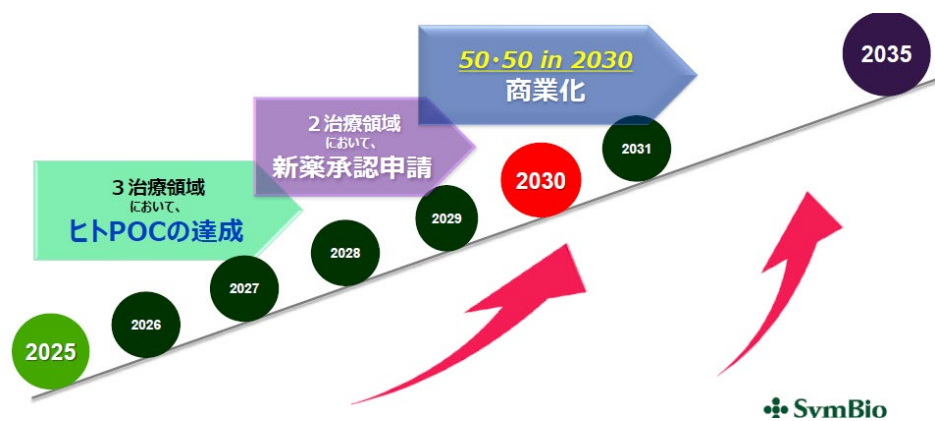 50・50 in 2030
商業化
2035
2治療領域
において、
新薬承認申請
3治療領域
において、
ヒトPOCの達成
2025
2026
2027
2028
2029
2030
2031
SymBio